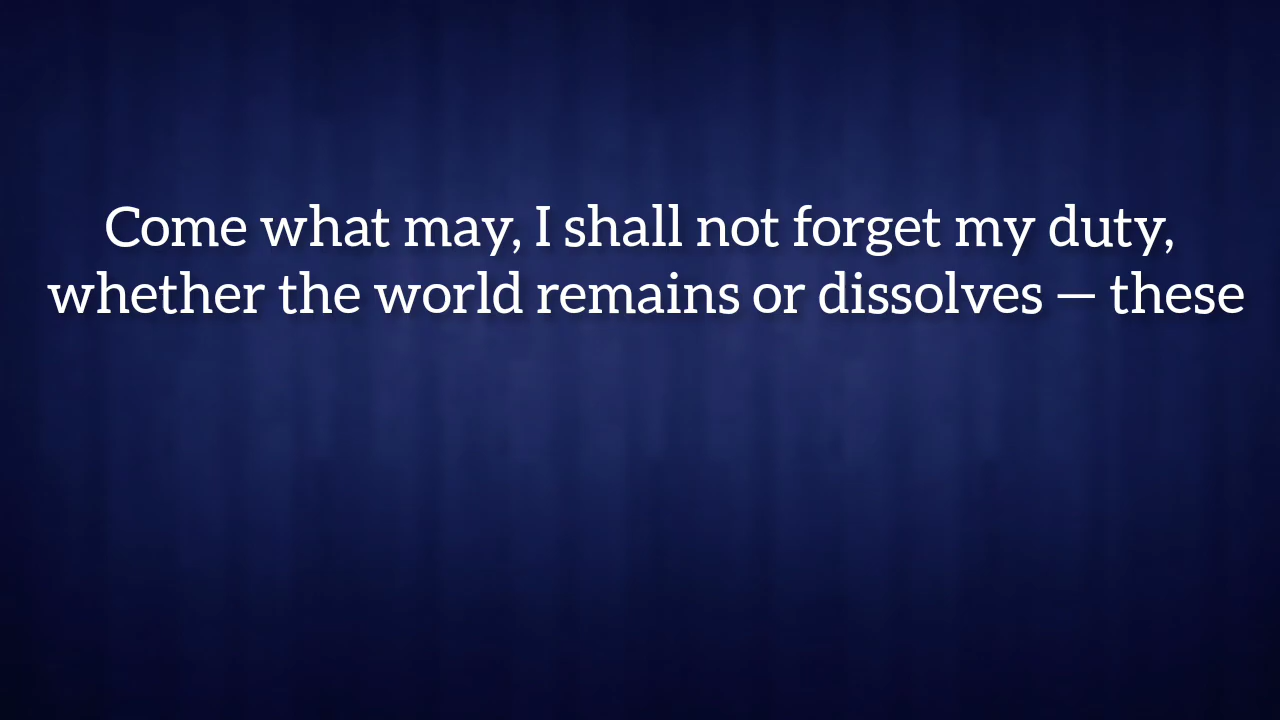 Come what may, I shall not forget my duty,
whether the world remains or dissolves — these